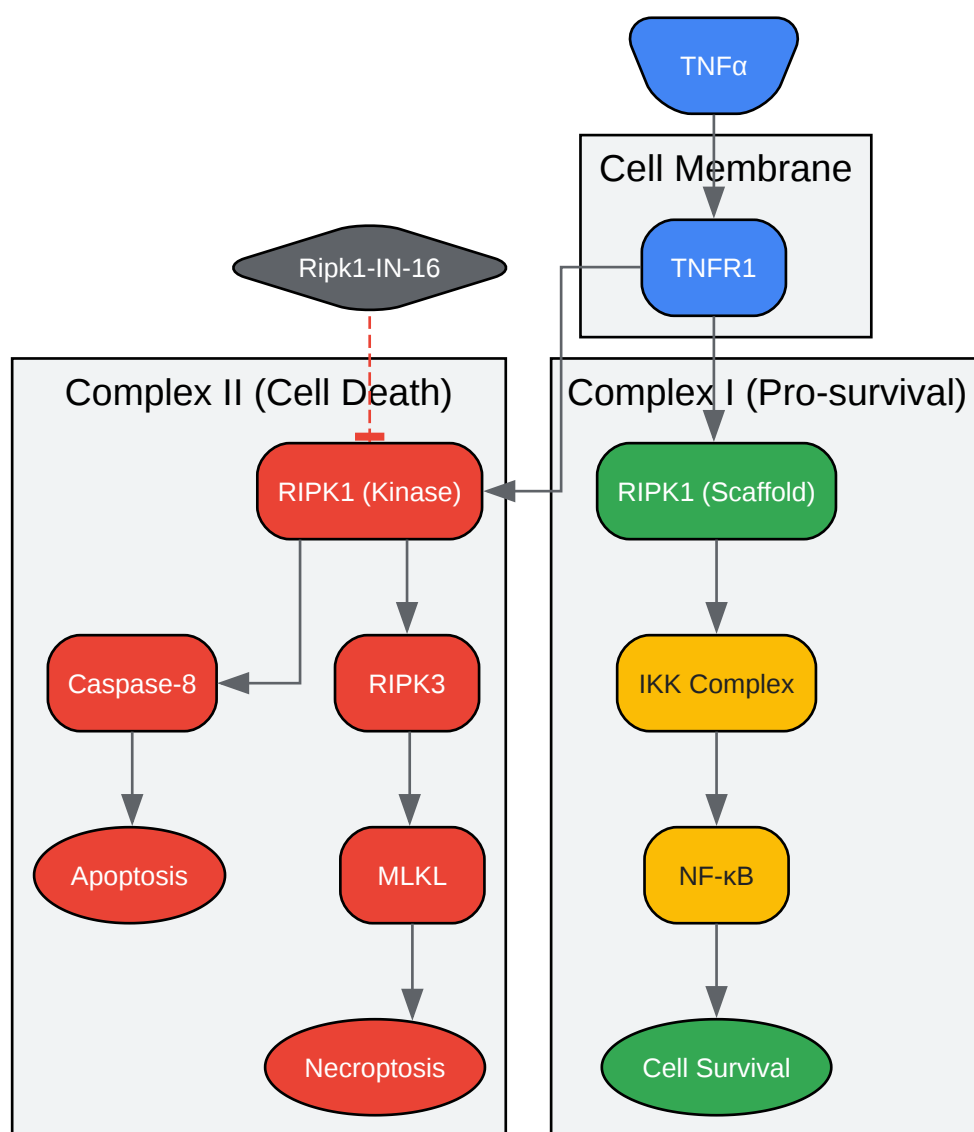 TNFα
Cell Membrane
TNFR1
Ripk1-IN-16
Complex II (Cell Death)
Complex I (Pro-survival)
RIPK1 (Kinase)
RIPK1 (Scaffold)
Caspase-8
RIPK3
IKK Complex
Apoptosis
MLKL
NF-κB
Necroptosis
Cell Survival